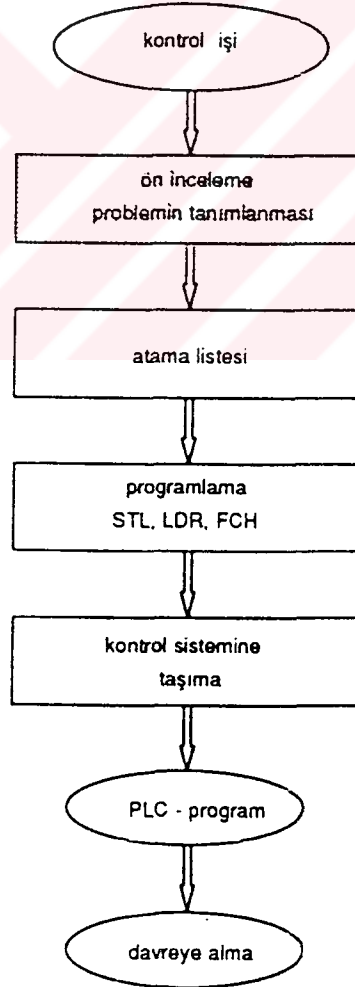 kontrol işi
ön inceleme
problemin tanımlanması
atama listesi
programlama
STL, LDR, FCH
kontrol sistemine
taşıma
PLC - program
davreye alma